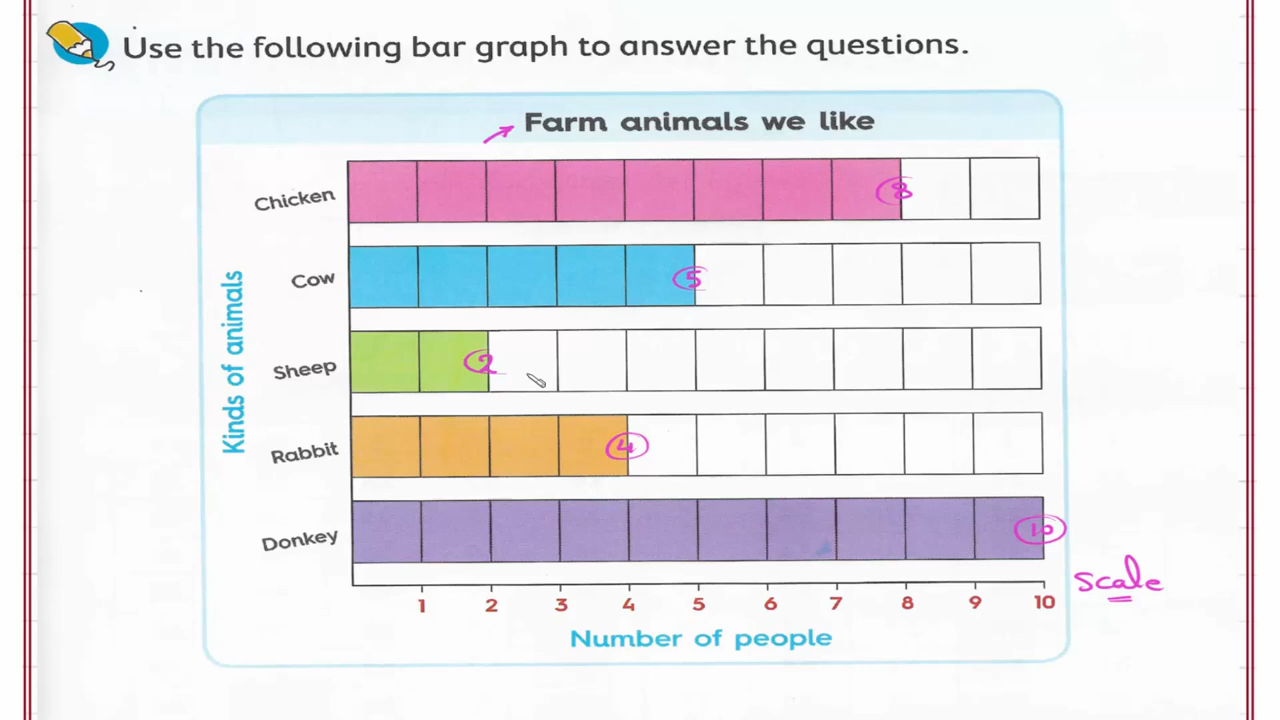 Use the following bar graph to answer the questions.
Farm animals we like
Kinds of animals
Chicken
8
Cow
5
Sheep
2
Rabbit
4
Donkey
10
scale
1 2 3 4 5 6 7 8 9 10
Number of people